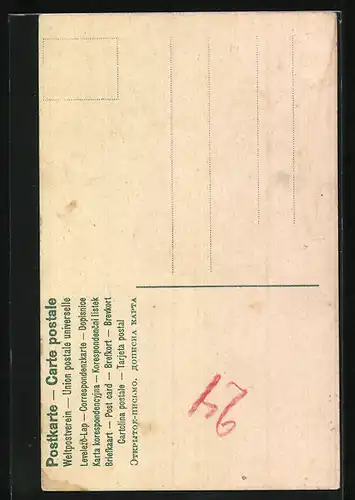 Postkarte — Carte postale
Weltpostverein — Union postale universelle
Levelező-Lap — Correspondenzkarte — Dopisnice
Karta korespondencyjna — Korespondenční lístek
Briefkaart — Post card — Brefkort — Brevkort
Cartolina postale — Tarjeta postal
Открытое-письмо. дописна карта
24